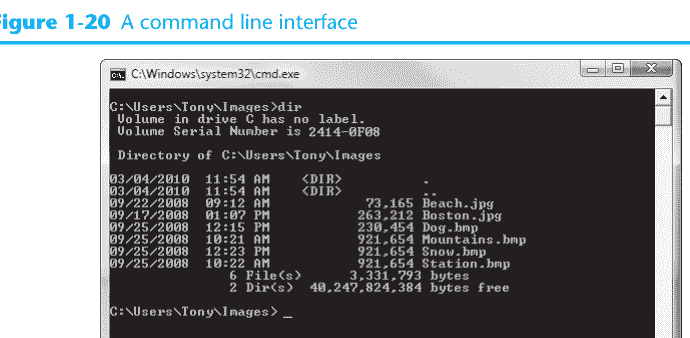 Figure 1-20 A command line interface
C:\Windows\system32\cmd.exe
C:\Users\Tony\Images>dir
Volume in drive C has no label.
Volume Serial Number is 2414-0F08
Directory of C:\Users\Tony\Images
03/04/2010 11:54 AM <DIR> .
03/04/2010 11:54 AM <DIR> ..
09/22/2008 09:12 AM 73,165 Beach.jpg
09/17/2008 01:07 PM 263,212 Boston.jpg
09/25/2008 12:15 PM 230,454 Dog.bmp
09/25/2008 10:21 AM 921,654 Mountains.bmp
09/25/2008 12:23 PM 921,654 Snow.bmp
09/25/2008 10:22 AM 921,654 Station.bmp
6 File(s) 3,331,793 bytes
2 Dir(s) 40,247,824,384 bytes free
C:\Users\Tony\Images>_